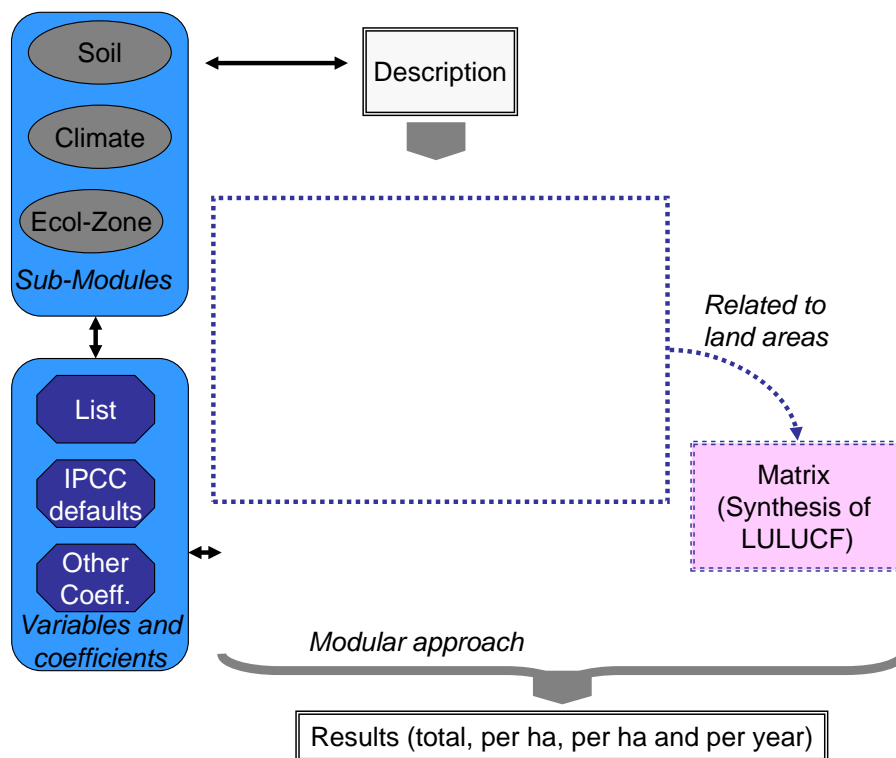 Soil
Climate
Ecol-Zone
Sub-Modules
Description
Related to
land areas
List
IPCC
defaults
Other
Coeff.
Variables and
coefficients
Matrix
(Synthesis of
LULUCF)
Modular approach
Results (total, per ha, per ha and per year)